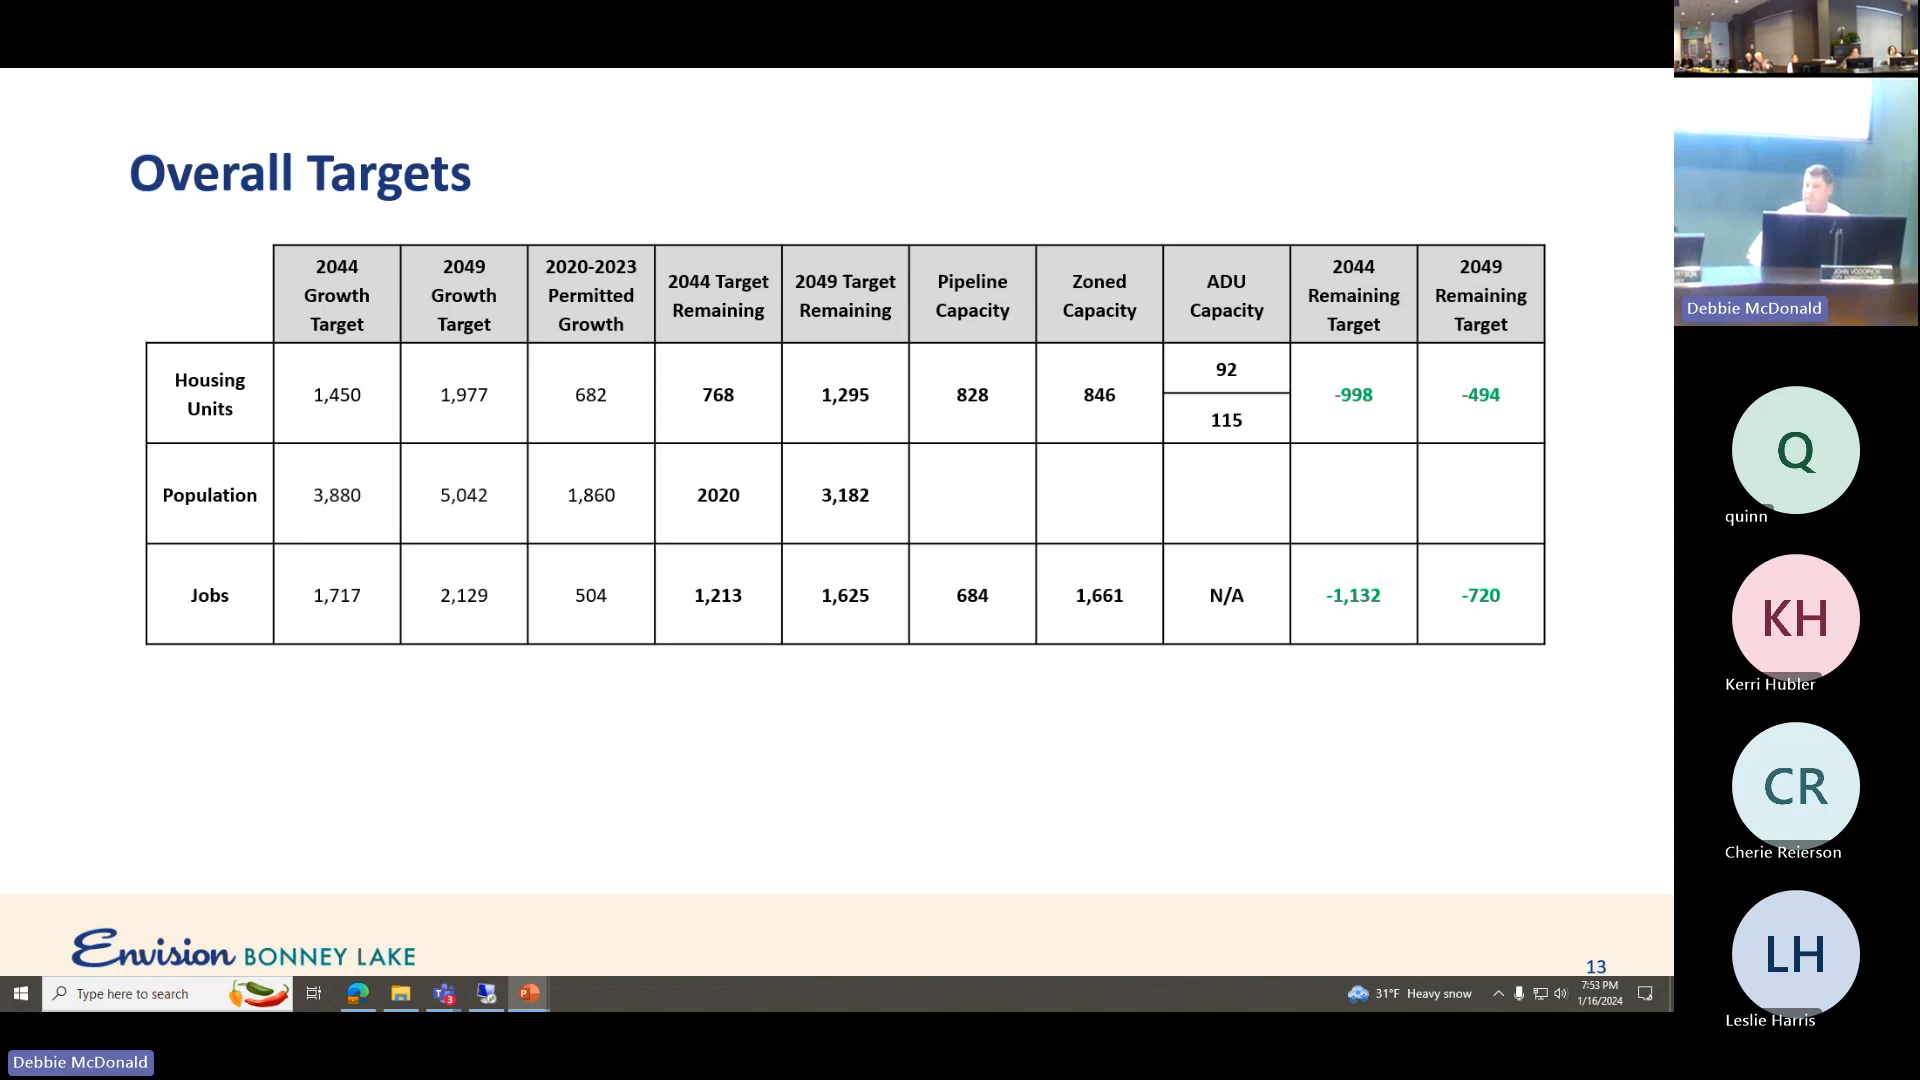 Overall Targets
2044 Growth Target
2049 Growth Target
2020-2023 Permitted Growth
2044 Target Remaining
2049 Target Remaining
Pipeline Capacity
Zoned Capacity
ADU Capacity
2044 Remaining Target
2049 Remaining Target
Housing Units
1,450
1,977
682
768
1,295
828
846
92
115
-998
-494
Population
3,880
5,042
1,860
2020
3,182
Jobs
1,717
2,129
504
1,213
1,625
684
1,661
N/A
-1,132
-720
Envision BONNEY LAKE
13
Type here to search
3
31°F Heavy snow
7:53 PM
1/16/2024
Debbie McDonald
JOHN VODOPICH
Debbie McDonald
Q
quinn
KH
Kerri Hubler
CR
Cherie Reierson
LH
Leslie Harris